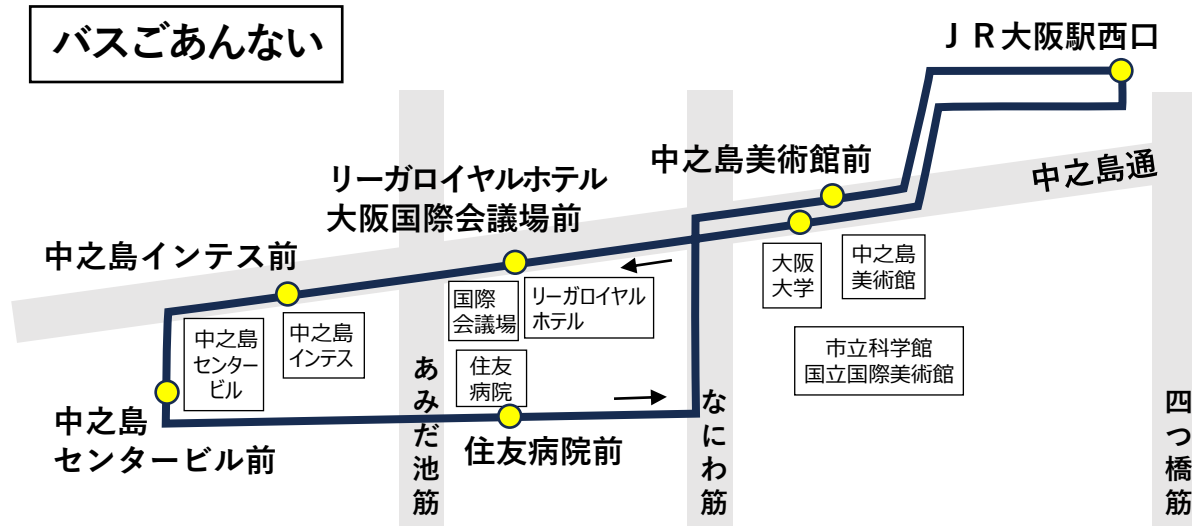 バスごあんない
ＪＲ大阪駅西口
中之島美術館前
中之島通
リーガロイヤルホテル
大阪国際会議場前
中之島インテス前
大阪
大学
中之島
美術館
国際
会議場
リーガロイヤル
ホテル
中之島
センター
ビル
中之島
インテス
市立科学館
国立国際美術館
住友
病院
中之島
センタービル前
住友病院前
あみだ池筋
なにわ筋
四つ橋筋